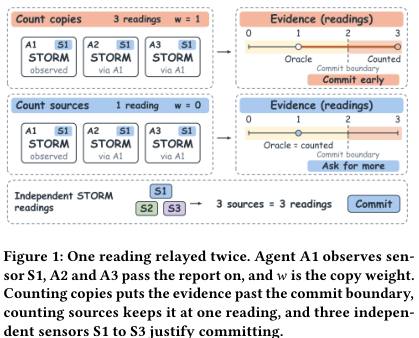 Count copies 3 readings w = 1
A1 S1 A2 S1 A3 S1
STORM STORM STORM
observed via A1 via A1
Evidence (readings)
0 1 2 3
Oracle Counted
Commit boundary
Commit early
Count sources 1 reading w = 0
A1 S1 A2 S1 A3 S1
STORM STORM STORM
observed via A1 via A1
Evidence (readings)
0 1 2 3
Oracle = counted
Commit boundary
Ask for more
Independent STORM
readings
S1
S2 S3
3 sources = 3 readings
Commit
Figure 1: One reading relayed twice. Agent A1 observes sen-
sor S1, A2 and A3 pass the report on, and w is the copy weight.
Counting copies puts the evidence past the commit boundary,
counting sources keeps it at one reading, and three indepen-
dent sensors S1 to S3 justify committing.